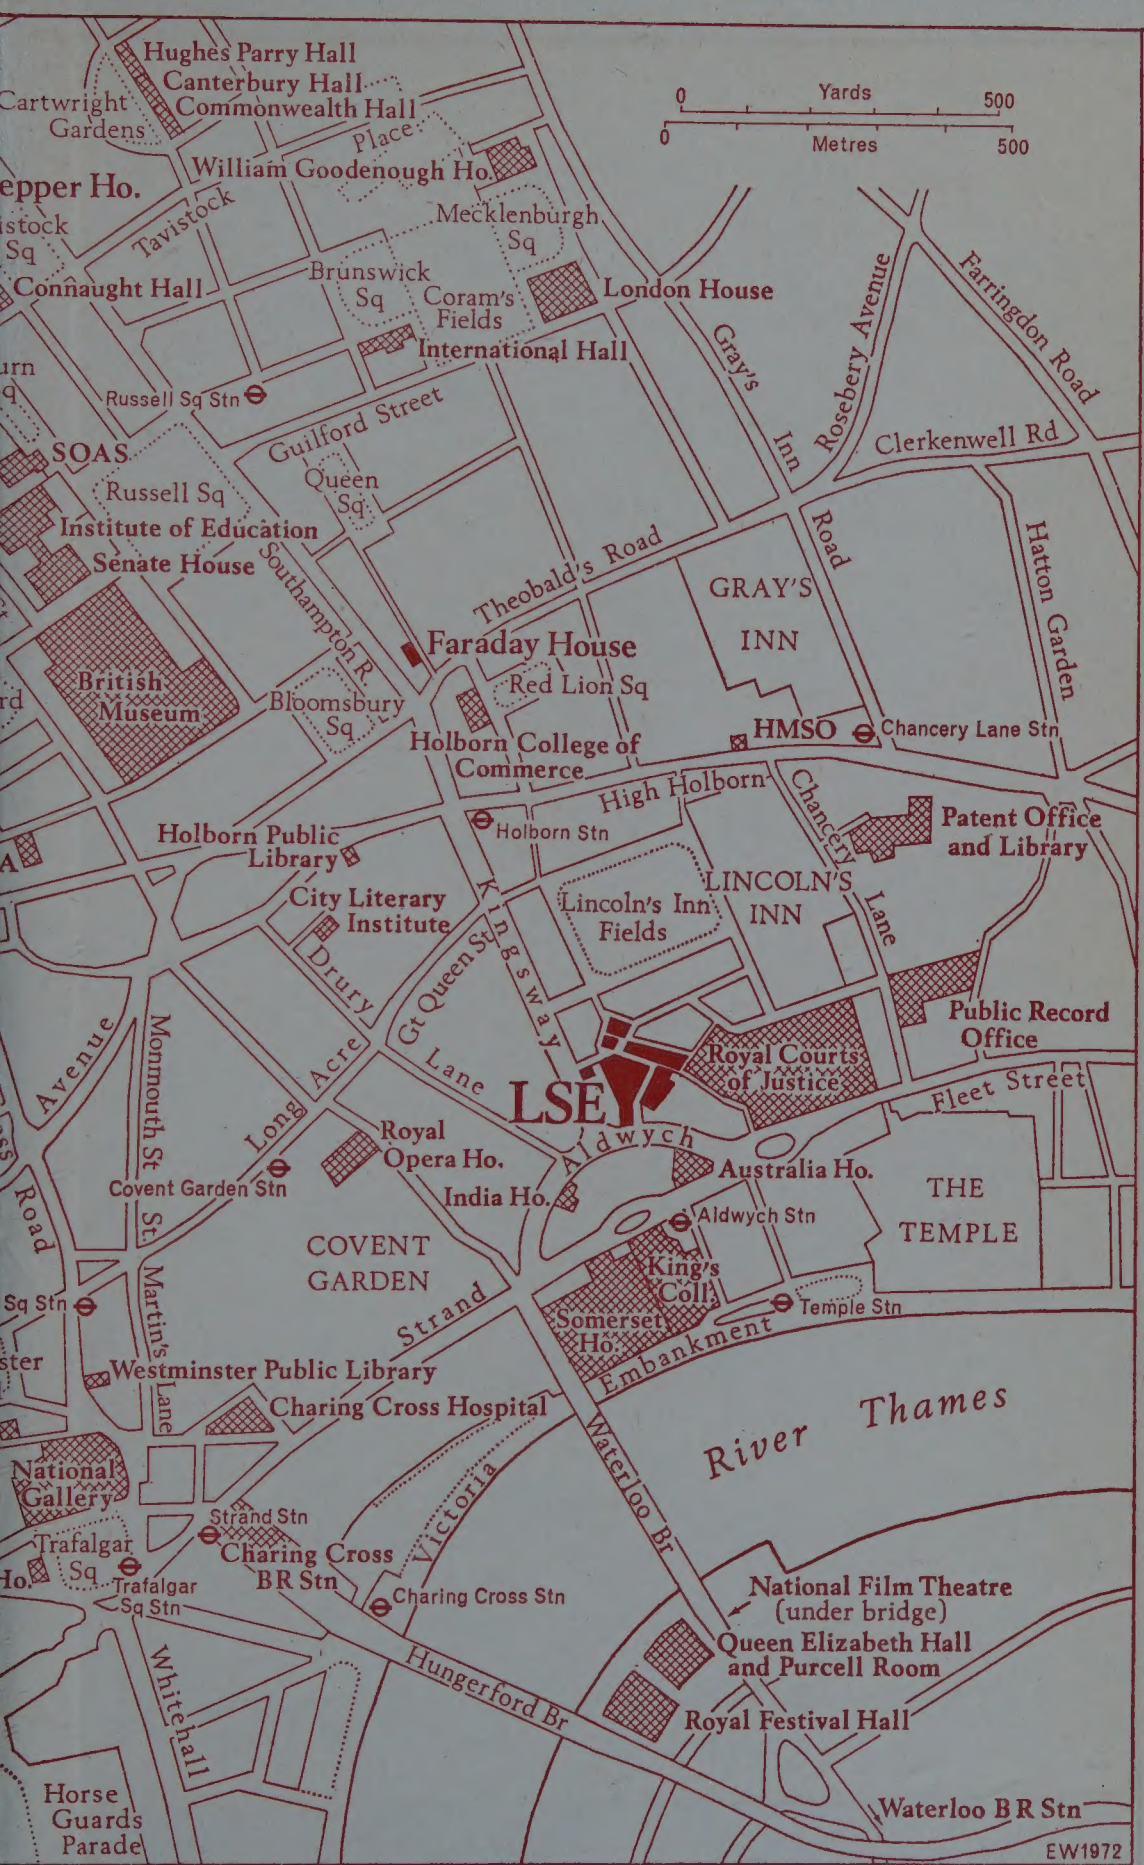 Hughes Parry Hall
Canterbury Hall
Commonwealth Hall
Cartwright
Gardens
Place
William Goodenough Ho.
epper Ho.
Tavistock
istock
Sq
Mecklenburgh
Sq
Connaught Hall
Brunswick
Sq
Coram's
Fields
London House
International Hall
0 Yards 500
0 Metres 500
Rosebery Avenue
Farringdon Road
Gray's
Inn
Road
Clerkenwell Rd
urn
q
Russell Sq Stn
Guilford Street
SOAS
Russell Sq
Queen
Sq
Institute of Education
Senate House
Southampton R.
Theobald's Road
GRAY'S
INN
Hatton Garden
Faraday House
British
Museum
rd
Bloomsbury
Sq
Red Lion Sq
Holborn College of
Commerce
HMSO
Chancery Lane Stn
High Holborn
Chancery
Lane
Patent Office
and Library
Holborn Stn
Holborn Public
Library
A
City Literary
Institute
Kingsway
Lincoln's Inn
Fields
LINCOLN'S
INN
Drury
Lane
Gt Queen St
Public Record
Office
Avenue
Monmouth St
Long Acre
Royal Courts
of Justice
Fleet Street
LSE
Aldwych
Royal
Opera Ho.
Covent Garden Stn
India Ho.
Australia Ho.
Aldwych Stn
THE
TEMPLE
Road
St.
Martin's
Lane
COVENT
GARDEN
King's
Coll.
Somerset
Ho.
Temple Stn
Sq Stn
Strand
Embankment
ster
Westminster Public Library
Charing Cross Hospital
River Thames
Waterloo Br
Victoria
National
Gallery
Strand Stn
Trafalgar
Sq
Charing Cross
BR Stn
Ho.
Trafalgar
Sq Stn
Charing Cross Stn
National Film Theatre
(under bridge)
Queen Elizabeth Hall
and Purcell Room
Whitehall
Hungerford Br
Royal Festival Hall
Horse
Guards
Parade
Waterloo BR Stn
EW1972